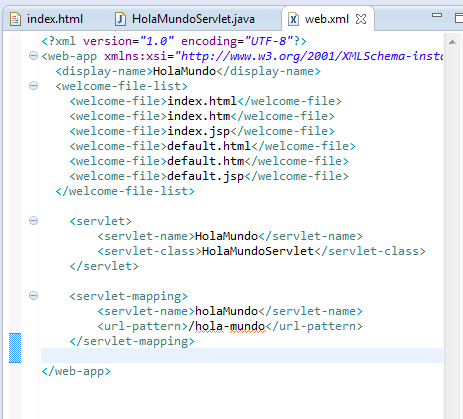 index.html HolaMundoServlet.java web.xml
<?xml version="1.0" encoding="UTF-8"?>
<web-app xmlns:xsi="http://www.w3.org/2001/XMLSchema-insta
<display-name>HolaMundo</display-name>
<welcome-file-list>
<welcome-file>index.html</welcome-file>
<welcome-file>index.htm</welcome-file>
<welcome-file>index.jsp</welcome-file>
<welcome-file>default.html</welcome-file>
<welcome-file>default.htm</welcome-file>
<welcome-file>default.jsp</welcome-file>
</welcome-file-list>
<servlet>
<servlet-name>HolaMundo</servlet-name>
<servlet-class>HolaMundoServlet</servlet-class>
</servlet>
<servlet-mapping>
<servlet-name>holaMundo</servlet-name>
<url-pattern>/hola-mundo</url-pattern>
</servlet-mapping>
</web-app>